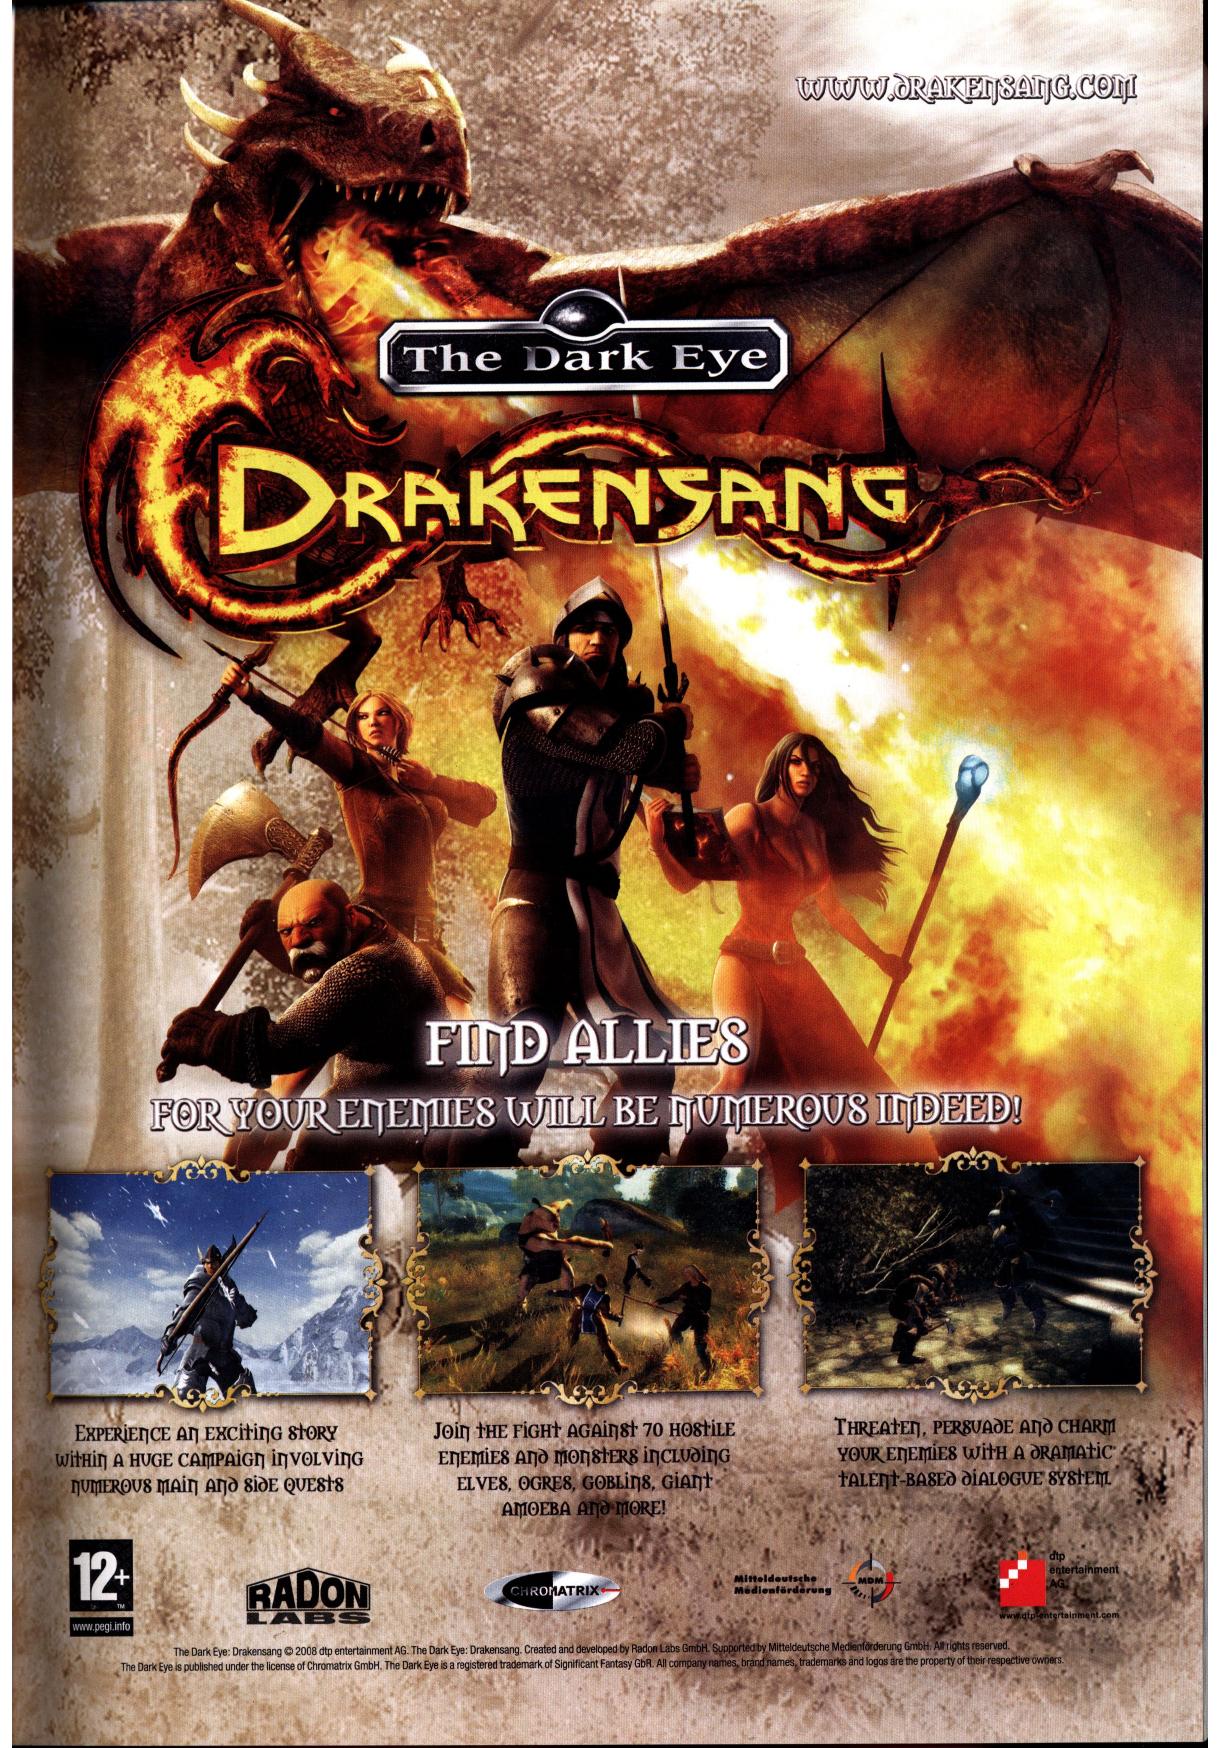 WWW.DRAKENSANG.COM
The Dark Eye
DRAKENSANG
FIND ALLIES
FOR YOUR ENEMIES WILL BE NUMEROUS INDEED!
EXPERIENCE AN EXCITING STORY
WITHIN A HUGE CAMPAIGN INVOLVING
NUMEROUS MAIN AND SIDE QUESTS
JOIN THE FIGHT AGAINST 70 HOSTILE
ENEMIES AND MONSTERS INCLUDING
ELVES, OGRES, GOBLINS, GIANT
AMOEBA AND MORE!
THREATEN, PERSUADE AND CHARM
YOUR ENEMIES WITH A DRAMATIC
TALENT-BASED DIALOGUE SYSTEM.
12+
TM
www.pegi.info
RADON
LABS
CHROMATRIX
Mitteldeutsche
Medienförderung
MDM
dtp
entertainment
AG
www.dtp-entertainment.com
The Dark Eye: Drakensang © 2008 dtp entertainment AG. The Dark Eye: Drakensang. Created and developed by Radon Labs GmbH. Supported by Mitteldeutsche Medienförderung GmbH. All rights reserved.
The Dark Eye is published under the license of Chromatrix GmbH. The Dark Eye is a registered trademark of Significant Fantasy GbR. All company names, brand names, trademarks and logos are the property of their respective owners.